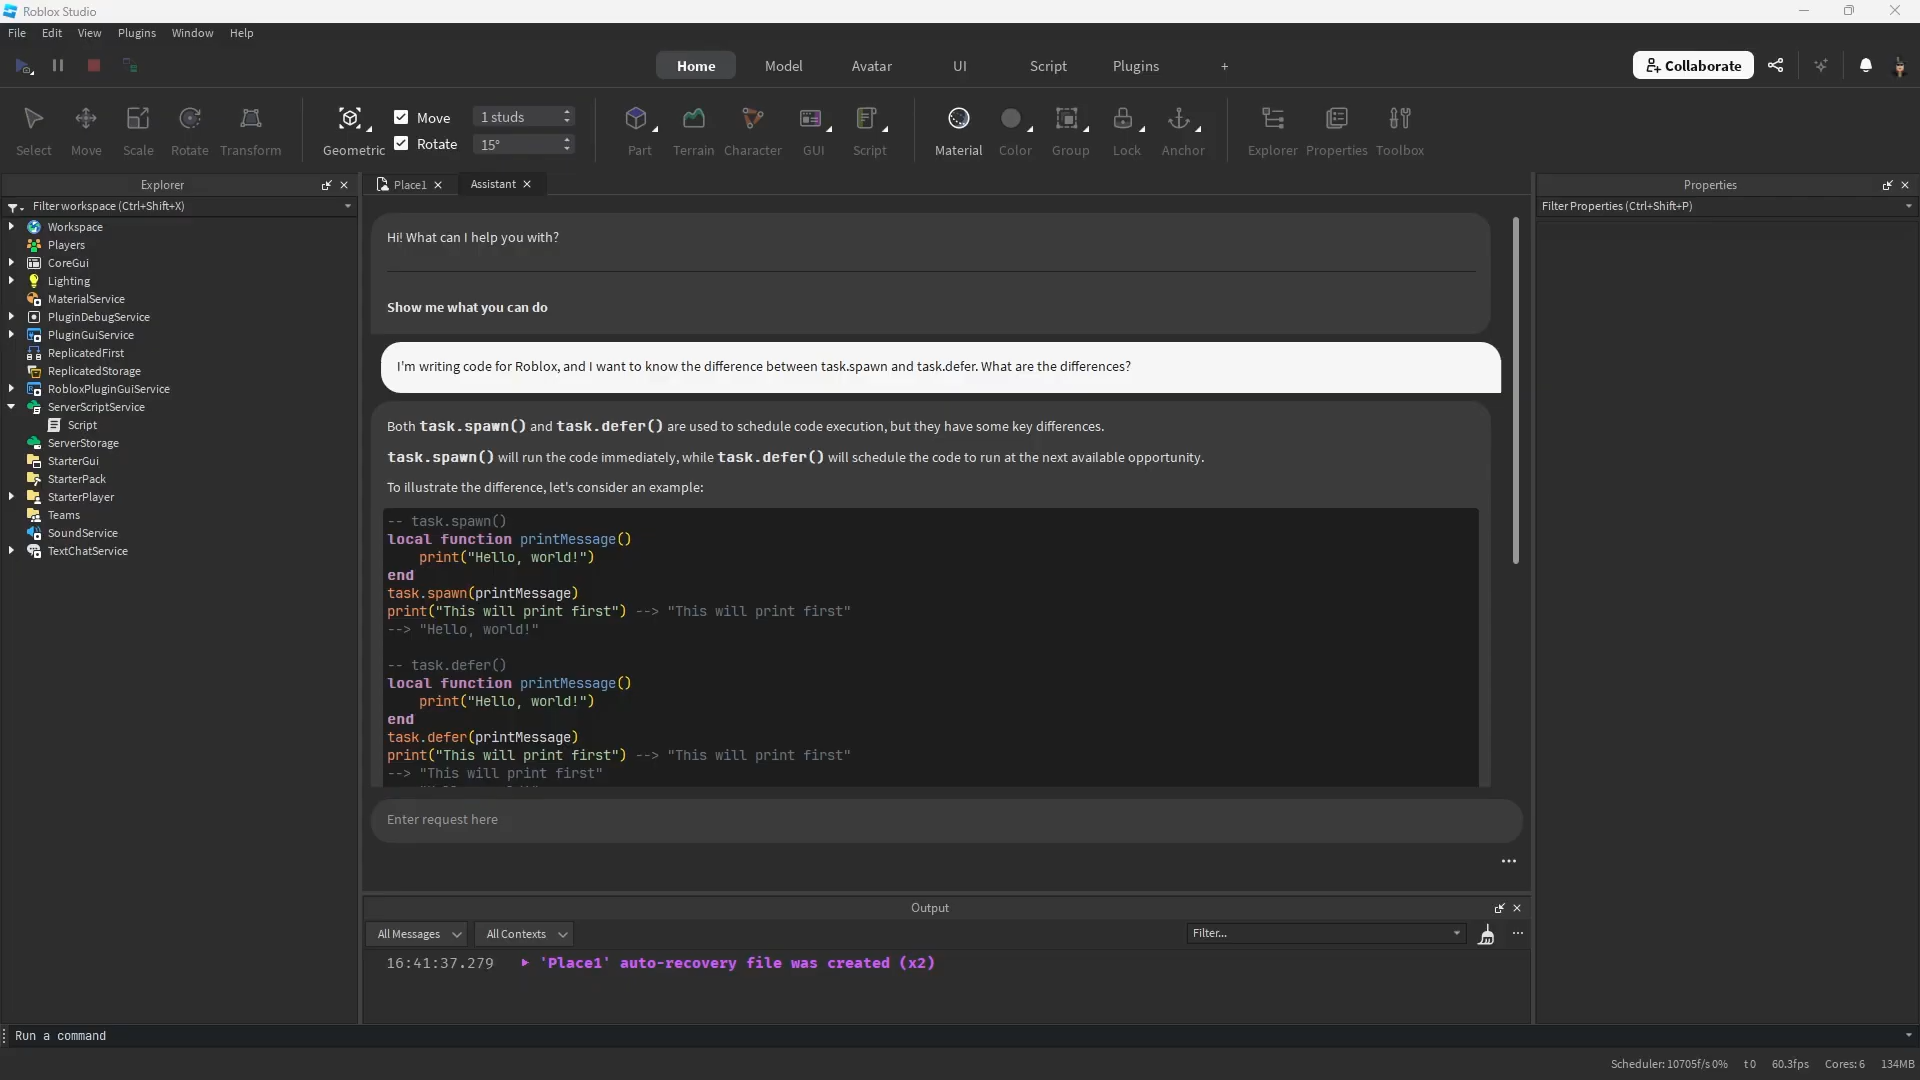 Roblox Studio
File Edit View Plugins Window Help
Home Model Avatar UI Script Plugins +
Collaborate
Select Move Scale Rotate Transform
Geometric
Move 1 studs
Rotate 15°
Part Terrain Character GUI Script
Material Color Group Lock Anchor
Explorer Properties Toolbox
Explorer
Filter workspace (Ctrl+Shift+X)
Workspace
Players
CoreGui
Lighting
MaterialService
PluginDebugService
PluginGuiService
ReplicatedFirst
ReplicatedStorage
RobloxPluginGuiService
ServerScriptService
Script
ServerStorage
StarterGui
StarterPack
StarterPlayer
Teams
SoundService
TextChatService
Place1 Assistant
Hi! What can I help you with?
Show me what you can do
I'm writing code for Roblox, and I want to know the difference between task.spawn and task.defer. What are the differences?
Both task.spawn() and task.defer() are used to schedule code execution, but they have some key differences.
task.spawn() will run the code immediately, while task.defer() will schedule the code to run at the next available opportunity.
To illustrate the difference, let's consider an example:
-- task.spawn()
local function printMessage()
    print("Hello, world!")
end
task.spawn(printMessage)
print("This will print first") --> "This will print first"
--> "Hello, world!"
-- task.defer()
local function printMessage()
    print("Hello, world!")
end
task.defer(printMessage)
print("This will print first") --> "This will print first"
--> "This will print first"
Enter request here
Output
All Messages All Contexts Filter...
16:41:37.279 'Place1' auto-recovery file was created (x2)
Properties
Filter Properties (Ctrl+Shift+P)
Run a command
Scheduler: 10705f/s 0% t 0 60.3fps Cores: 6 134MB